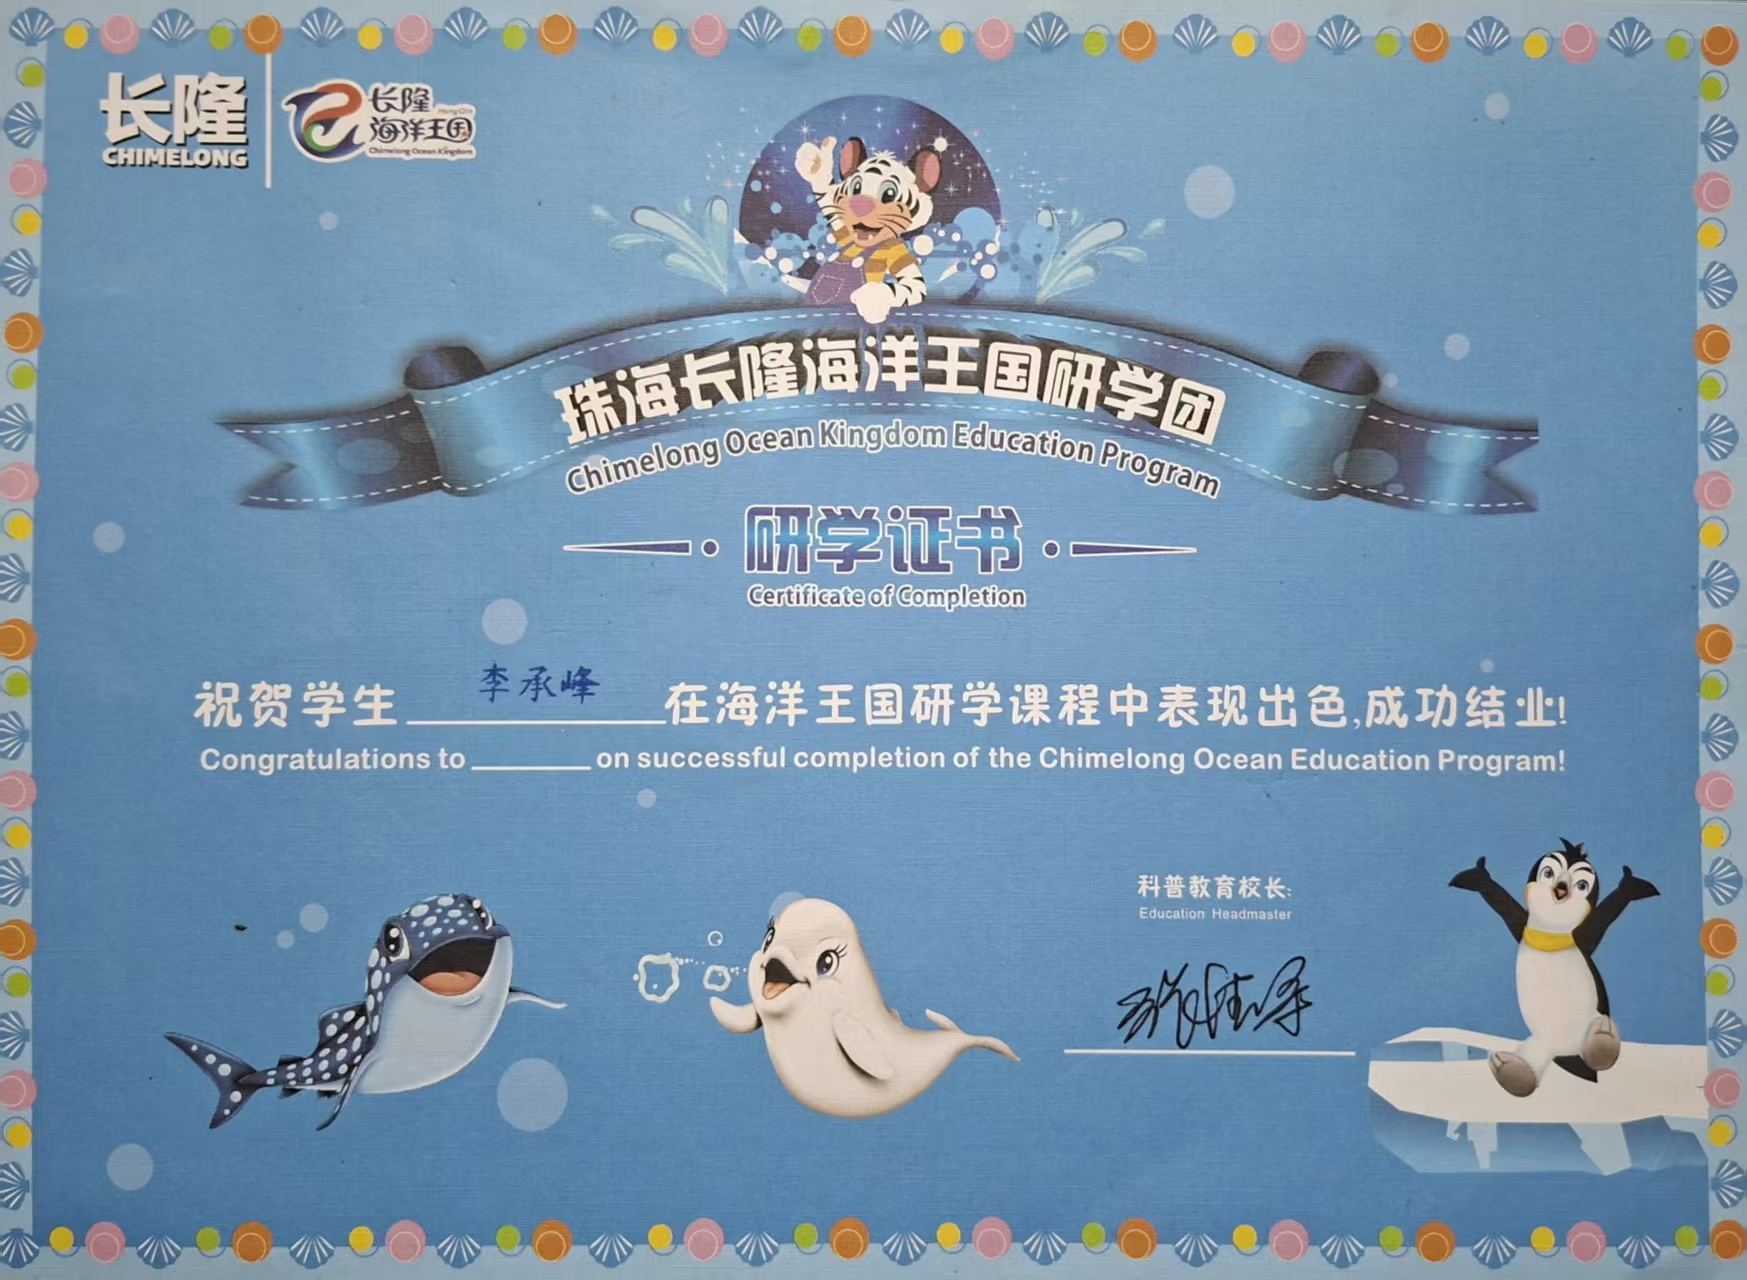 长隆
CHIMELONG
长隆
HengQin
海洋王国
Chimelong Ocean Kingdom
珠海长隆海洋王国研学团
Chimelong Ocean Kingdom Education Program
研学证书
Certificate of Completion
祝贺学生 李承峰 在海洋王国研学课程中表现出色,成功结业!
Congratulations to ______ on successful completion of the Chimelong Ocean Education Program!
科普教育校长:
Education Headmaster